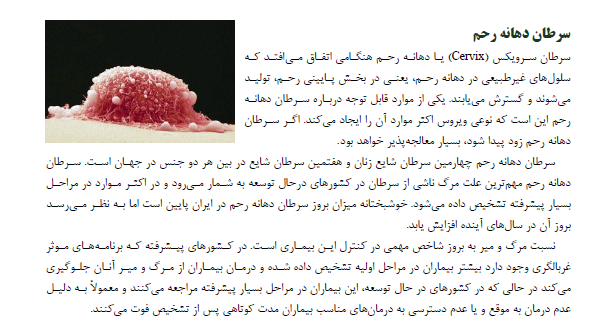 سرطان دهانه رحم
سرطان سرویکس (Cervix) یا دهانه رحم هنگامی اتفاق می‌افتد که
سلول‌های غیرطبیعی در دهانه رحم، یعنی در بخش پایینی رحم، تولید
می‌شوند و گسترش می‌یابند. یکی از موارد قابل توجه درباره سرطان دهانه
رحم این است که نوعی ویروس اکثر موارد آن را ایجاد می‌کند. اگر سرطان
دهانه رحم زود پیدا شود، بسیار معالجه‌پذیر خواهد بود.
سرطان دهانه رحم چهارمین سرطان شایع زنان و هفتمین سرطان شایع در بین هر دو جنس در جهان است. سرطان
دهانه رحم مهم‌ترین علت مرگ ناشی از سرطان در کشورهای درحال توسعه به شمار می‌رود و در اکثر موارد در مراحل
بسیار پیشرفته تشخیص داده می‌شود. خوشبختانه میزان بروز سرطان دهانه رحم در ایران پایین است اما به نظر می‌رسد
بروز آن در سال‌های آینده افزایش یابد.
نسبت مرگ و میر به بروز شاخص مهمی در کنترل این بیماری است. در کشورهای پیشرفته که برنامه‌های موثر
غربالگری وجود دارد بیشتر بیماران در مراحل اولیه تشخیص داده شده و درمان بیماران از مرگ و میر آنان جلوگیری
می‌کند در حالی که در کشورهای در حال توسعه، این بیماران در مراحل بسیار پیشرفته مراجعه می‌کنند و معمولاً به دلیل
عدم درمان به موقع و یا عدم دسترسی به درمان‌های مناسب بیماران مدت کوتاهی پس از تشخیص فوت می‌کنند.